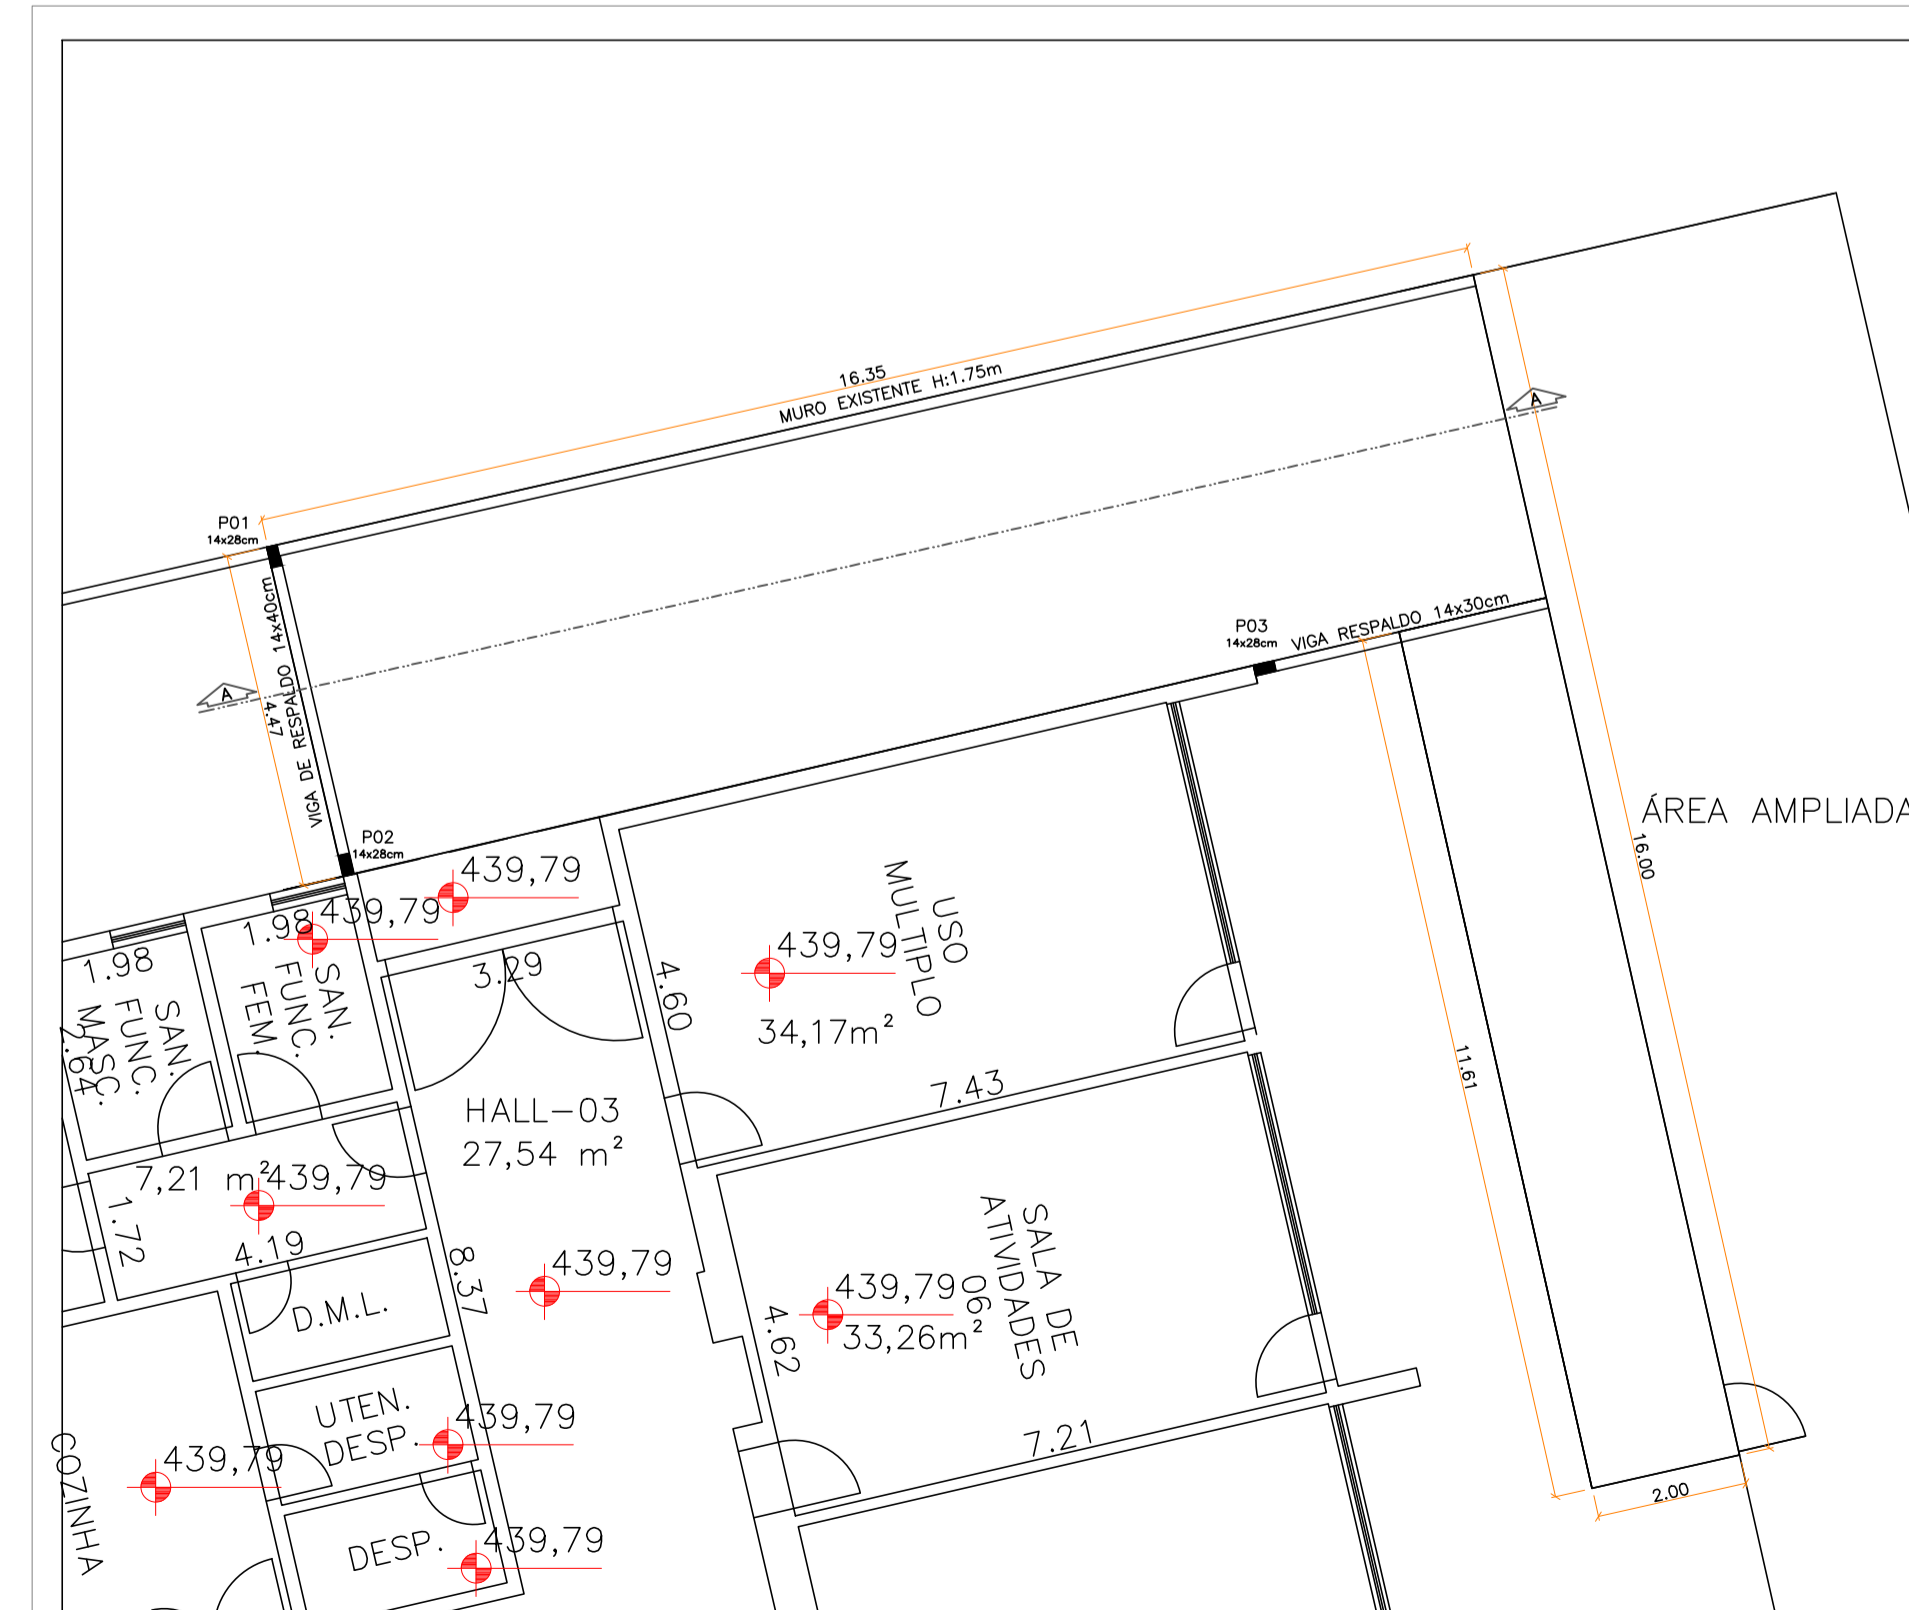 16.35
MURO EXISTENTE H:1.75m
A
P01
14x28cm
VIGA DE RESPALDO 14x40cm
4.47
A
P02
14x28cm
P03
14x28cm
VIGA RESPALDO 14x30cm
ÁREA AMPLIADA
16.00
11.61
2.00
439,79
439,79
1.98
1.98
SAN.
FUNC.
FEM.
SAN.
FUNC.
MASC.
2.64
3.29
4.60
USO
MULTIPLO
439,79
34,17m²
7.43
HALL-03
27,54 m²
7,21 m²
439,79
1.72
4.19
8.37
439,79
D.M.L.
SALA DE
ATIVIDADES
06
439,79
33,26m²
4.62
7.21
UTEN.
DESP.
439,79
COZINHA
439,79
DESP.
439,79